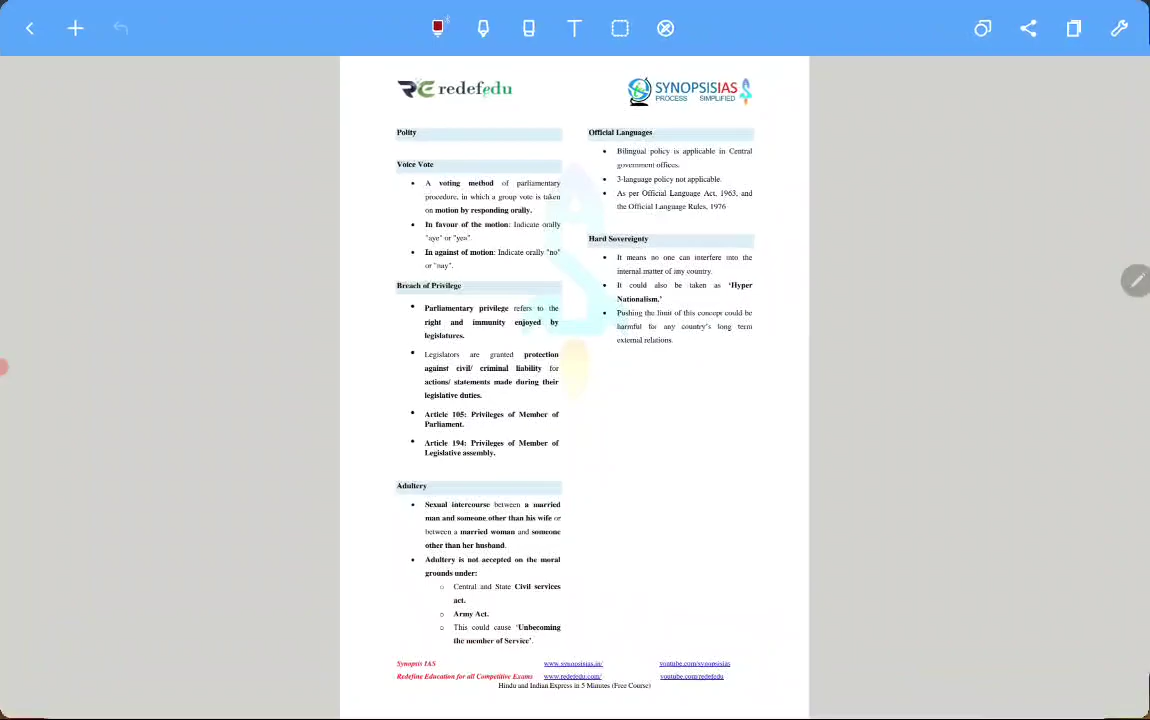 redefedu
SYNOPSISIAS
PROCESS SIMPLIFIED
Polity
Voice Vote
• A voting method of parliamentary
procedure, in which a group vote is taken
on motion by responding orally.
• In favour of the motion: Indicate orally
"aye" or "yea".
• In against of motion: Indicate orally "no"
or "nay".
Breach of Privilege
• Parliamentary privilege refers to the
right and immunity enjoyed by
legislatures.
• Legislators are granted protection
against civil/ criminal liability for
actions/ statements made during their
legislative duties.
• Article 105: Privileges of Member of
Parliament.
• Article 194: Privileges of Member of
Legislative assembly.
Adultery
• Sexual intercourse between a married
man and someone other than his wife or
between a married woman and someone
other than her husband.
• Adultery is not accepted on the moral
grounds under:
o Central and State Civil services
act.
o Army Act.
o This could cause ‘Unbecoming
the member of Service’.
Official Languages
• Bilingual policy is applicable in Central
government offices.
• 3-language policy not applicable.
• As per Official Language Act, 1963, and
the Official Language Rules, 1976
Hard Sovereignty
• It means no one can interfere into the
internal matter of any country.
• It could also be taken as ‘Hyper
Nationalism.’
• Pushing the limit of this concept could be
harmful for any country’s long term
external relations.
Synopsis IAS www.synopsisias.in/ youtube.com/synopsisias
Redefine Education for all Competitive Exams www.redefedu.com/ youtube.com/redefedu
Hindu and Indian Express in 5 Minutes (Free Course)